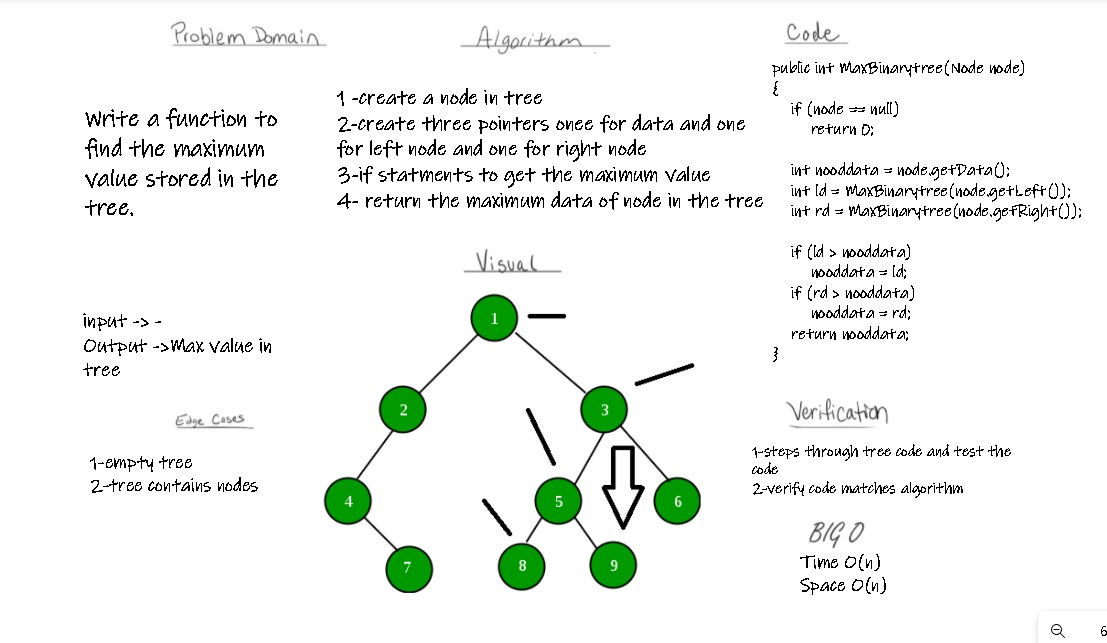 Problem Domain
Write a function to
find the maximum
value stored in the
tree.
input -> -
Output ->Max value in
tree
Edge Cases
1-empty tree
2-tree contains nodes
Algorithm
1 -create a node in tree
2-create three pointers onee for data and one
for left node and one for right node
3-if statments to get the maximum value
4- return the maximum data of node in the tree
Visual
1
2
3
4
5
6
7
8
9
Code
public int MaxBinarytree(Node node)
{
if (node == null)
return 0;
int nooddata = node.getData();
int ld = MaxBinarytree(node.getLeft());
int rd = MaxBinarytree(node.getRight());
if (ld > nooddata)
nooddata = ld;
if (rd > nooddata)
nooddata = rd;
return nooddata;
}
Verification
1-steps through tree code and test the
code
2-verify code matches algorithm
BIG O
Time O(n)
Space O(n)
6